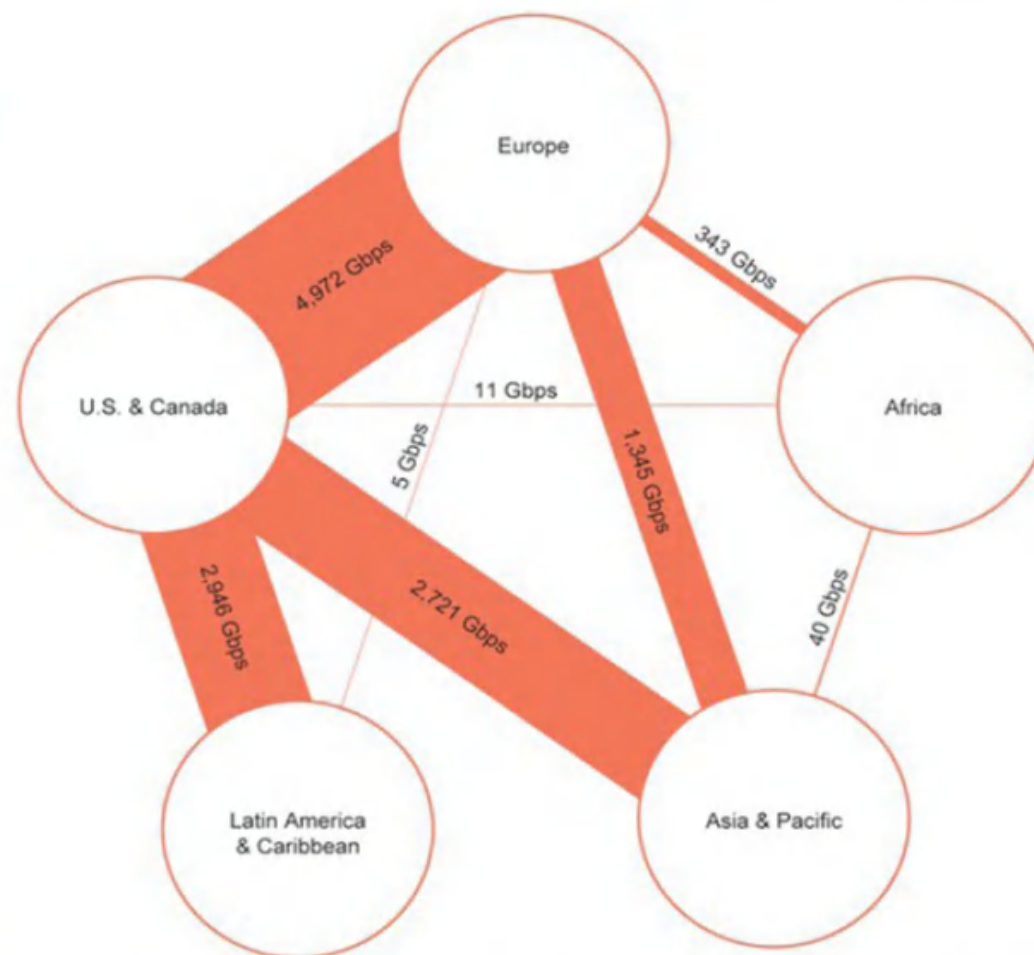 Europe
4,972 Gbps
343 Gbps
U.S. & Canada
11 Gbps
Africa
5 Gbps
1,345 Gbps
2,946 Gbps
2,721 Gbps
40 Gbps
Latin America
& Caribbean
Asia & Pacific